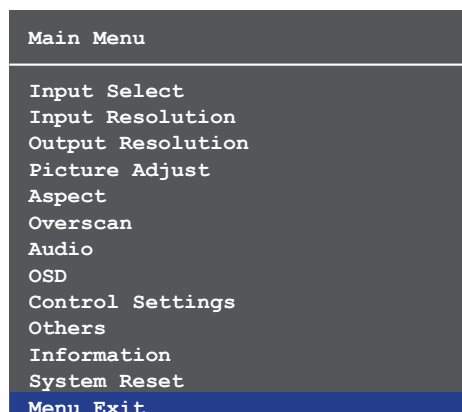 Main Menu
Input Select
Input Resolution
Output Resolution
Picture Adjust
Aspect
Overscan
Audio
OSD
Control Settings
Others
Information
System Reset
Menu Exit